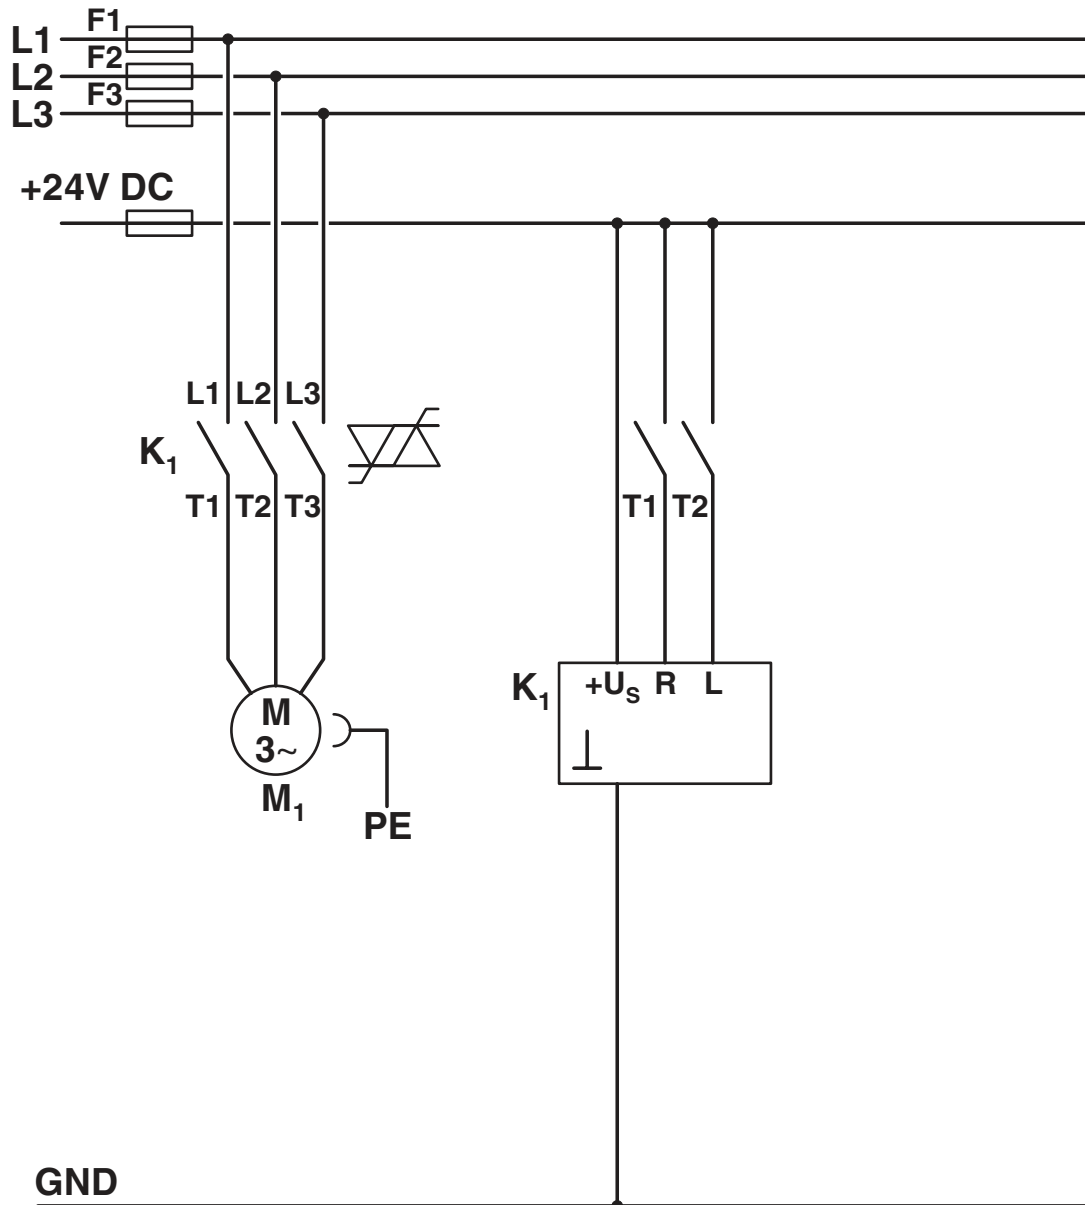 F1
L1
F2
L2
F3
L3
+24V DC
L1 L2 L3
K1
T1 T2 T3
T1 T2
M
3~
M1
PE
K1
+US R L
GND